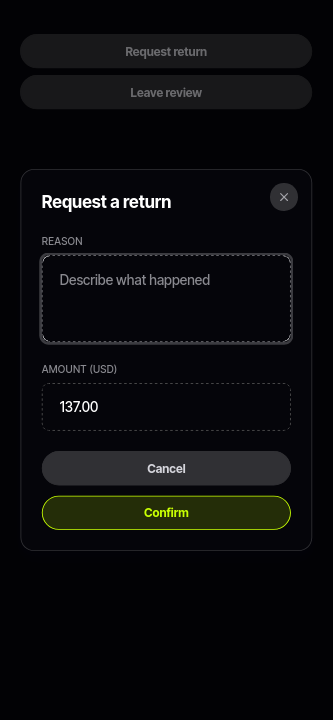 Request return
Leave review
Request a return
REASON
Describe what happened
AMOUNT (USD)
137.00
Cancel
Confirm